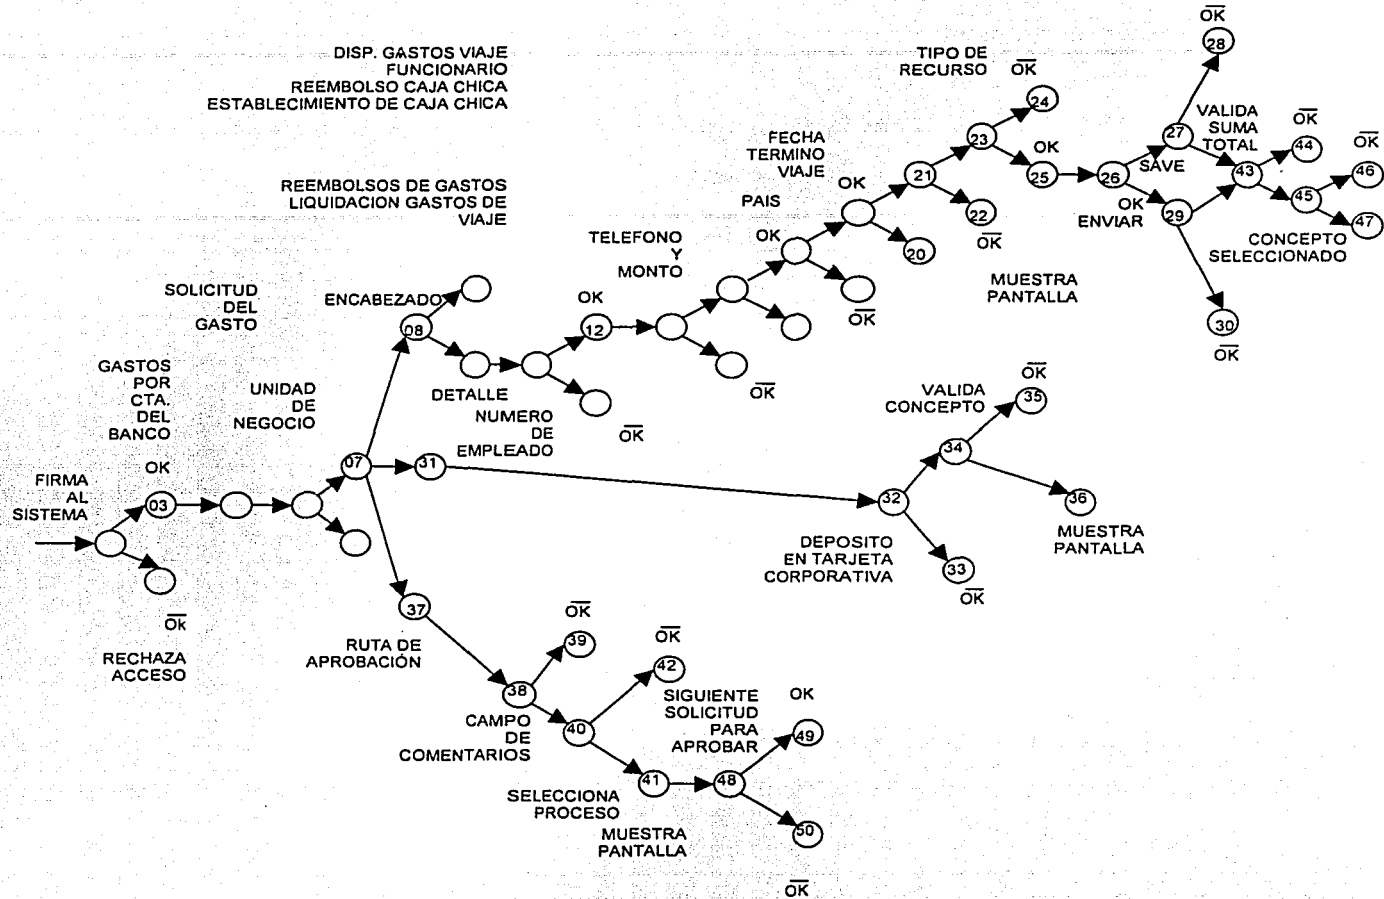 DISP. GASTOS VIAJE
FUNCIONARIO
REEMBOLSO CAJA CHICA
ESTABLECIMIENTO DE CAJA CHICA
REEMBOLSOS DE GASTOS
LIQUIDACION GASTOS DE
VIAJE
SOLICITUD
DEL
GASTO
GASTOS
POR
CTA.
DEL
BANCO
OK
FIRMA
AL
SISTEMA
03
Ok
RECHAZA
ACCESO
UNIDAD
DE
NEGOCIO
07
ENCABEZADO
08
DETALLE
NUMERO
DE
EMPLEADO
OK
12
OK
TELEFONO
Y
MONTO
OK
OK
PAIS
OK
OK
20
FECHA
TERMINO
VIAJE
21
22
OK
TIPO DE
RECURSO
23
OK
24
OK
25
MUESTRA
PANTALLA
26
SAVE
OK
ENVIAR
27
OK
28
29
30
OK
VALIDA
SUMA
TOTAL
43
OK
44
45
OK
46
47
CONCEPTO
SELECCIONADO
31
32
DEPOSITO
EN TARJETA
CORPORATIVA
33
OK
VALIDA
CONCEPTO
34
OK
35
36
MUESTRA
PANTALLA
37
RUTA DE
APROBACIÓN
38
OK
39
CAMPO
DE
COMENTARIOS
40
OK
42
41
SELECCIONA
PROCESO
MUESTRA
PANTALLA
SIGUIENTE
SOLICITUD
PARA
APROBAR
48
OK
49
50
OK